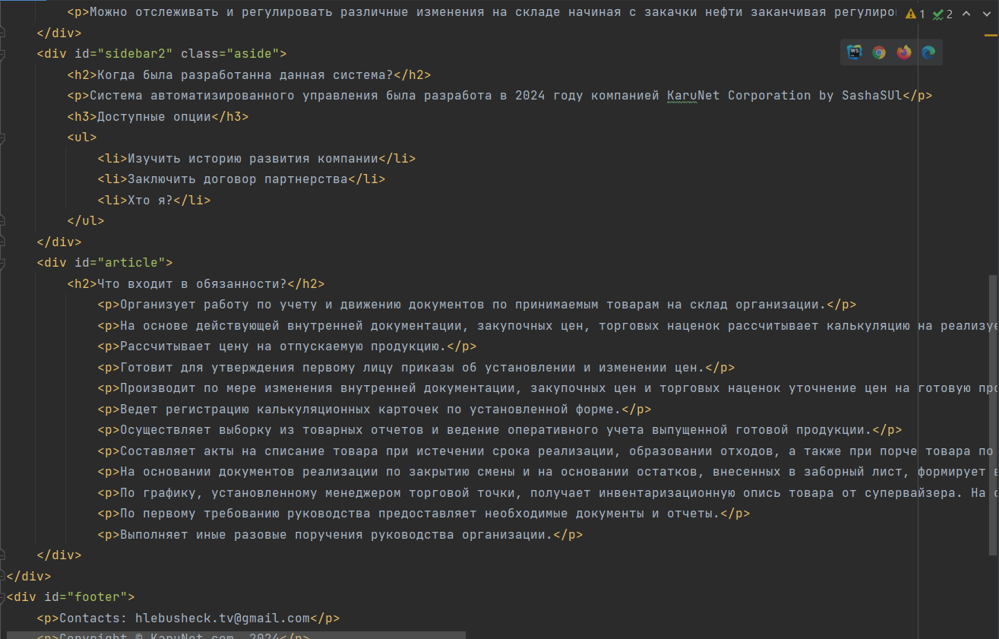 <p>Можно отслеживать и регулировать различные изменения на складе начиная с закачки нефти заканчивая
1 2
</div>
<div id="sidebar2" class="aside">
WS
<h2>Когда была разработанна данная система?</h2>
<p>Система автоматизированного управления была разработа в 2024 году компанией KaruNet Corporation by SashaSUl</p>
<h3>Доступные опции</h3>
<ul>
<li>Изучить историю развития компании</li>
<li>Заключить договор партнерства</li>
<li>Хто я?</li>
</ul>
</div>
<div id="article">
<h2>Что входит в обязанности?</h2>
<p>Организует работу по учету и движению документов по принимаемым товарам на склад организации.</p>
<p>На основе действующей внутренней документации, закупочных цен, торговых наценок рассчитывает калькуляцию на
<p>Рассчитывает цену на отпускаемую продукцию.</p>
<p>Готовит для утверждения первому лицу приказы об установлении и изменении цен.</p>
<p>Производит по мере изменения внутренней документации, закупочных цен и торговых наценок уточнение цен на готовую
<p>Ведет регистрацию калькуляционных карточек по установленной форме.</p>
<p>Осуществляет выборку из товарных отчетов и ведение оперативного учета выпущенной готовой продукции.</p>
<p>Составляет акты на списание товара при истечении срока реализации, образовании отходов, а также при порче товара по
<p>На основании документов реализации по закрытию смены и на основании остатков, внесенных в заборный лист, формирует
<p>По графику, установленному менеджером торговой точки, получает инвентаризационную опись товара от супервайзера. На
<p>По первому требованию руководства предоставляет необходимые документы и отчеты.</p>
<p>Выполняет иные разовые поручения руководства организации.</p>
</div>
</div>
<div id="footer">
<p>Contacts: hlebusheck.tv@gmail.com</p>
<p>Copyright © KaruNet.com, 2024</p>